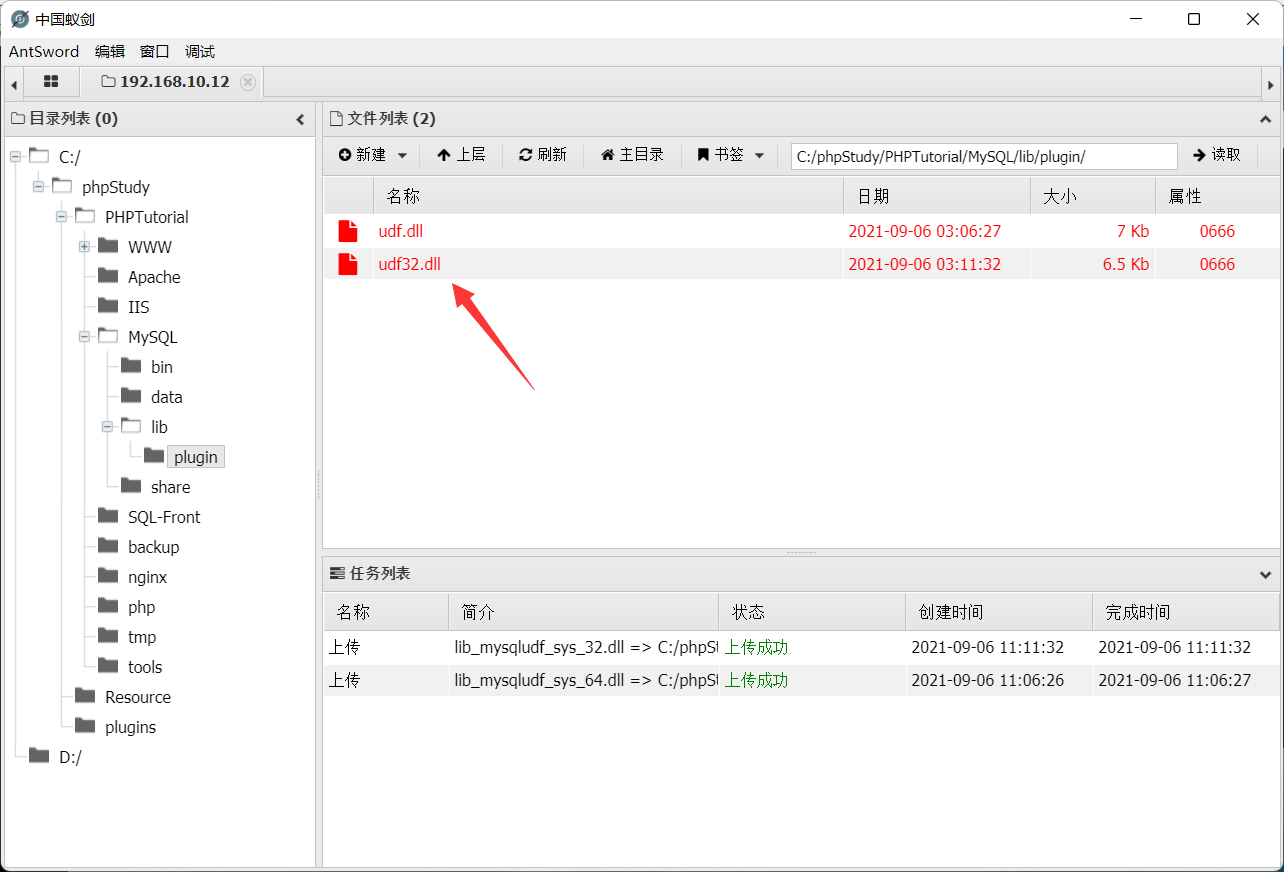 中国蚁剑
AntSword 编辑 窗口 调试
192.168.10.12
目录列表 (0)
C:/
phpStudy
PHPTutorial
WWW
Apache
IIS
MySQL
bin
data
lib
plugin
share
SQL-Front
backup
nginx
php
tmp
tools
Resource
plugins
D:/
文件列表 (2)
新建 上层 刷新 主目录 书签 C:/phpStudy/PHPTutorial/MySQL/lib/plugin/ 读取
名称 日期 大小 属性
udf.dll 2021-09-06 03:06:27 7 Kb 0666
udf32.dll 2021-09-06 03:11:32 6.5 Kb 0666
任务列表
名称 简介 状态 创建时间 完成时间
上传 lib_mysqludf_sys_32.dll => C:/phpSt 上传成功 2021-09-06 11:11:32 2021-09-06 11:11:32
上传 lib_mysqludf_sys_64.dll => C:/phpSt 上传成功 2021-09-06 11:06:26 2021-09-06 11:06:27